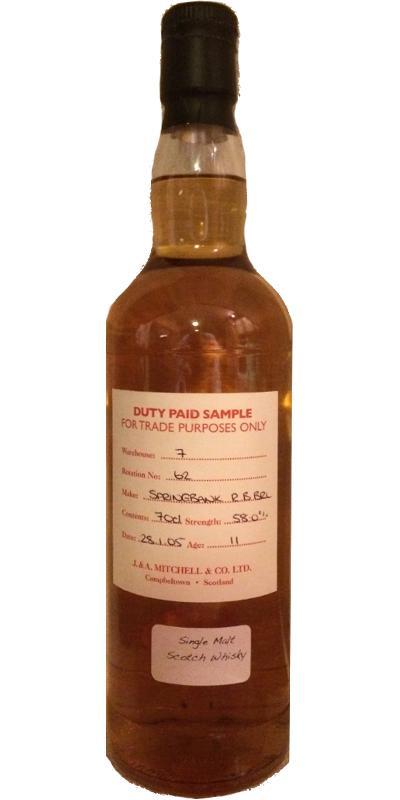 DUTY PAID SAMPLE
FOR TRADE PURPOSES ONLY
Warehouse: 7
Rotation No: 62
Make: SPRINGBANK R.B.BRL
Contents: 70cl Strength: 58.0%
Date: 28.1.05 Age: 11
J. & A. MITCHELL & CO. LTD.
Campbeltown • Scotland
Single Malt
Scotch Whisky